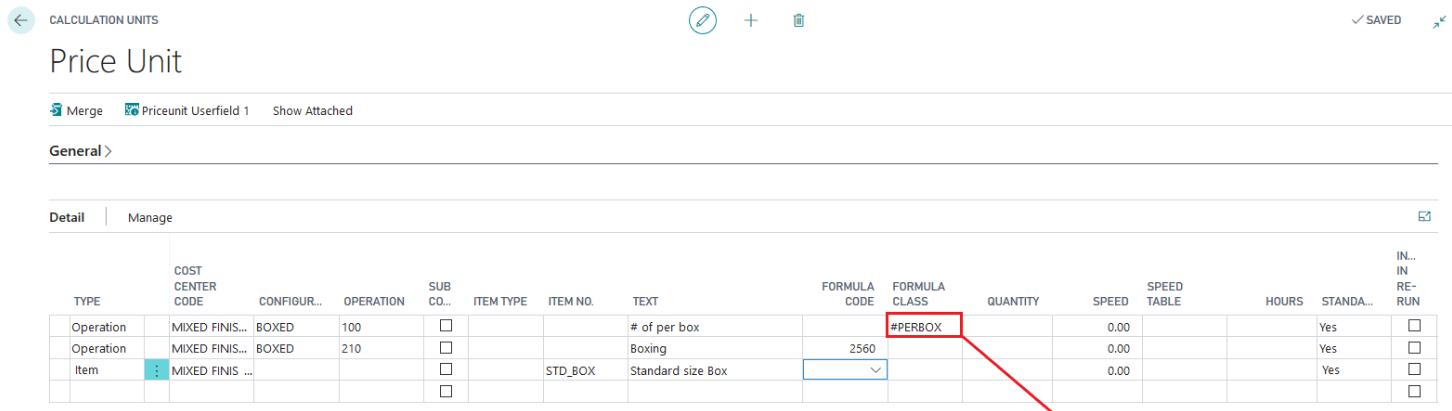 CALCULATION UNITS
SAVED
Price Unit
Merge Priceunit Userfield 1 Show Attached
General
Detail Manage
TYPE COST CENTER CODE CONFIGUR... OPERATION SUB CO... ITEM TYPE ITEM NO. TEXT FORMULA CODE FORMULA CLASS QUANTITY SPEED SPEED TABLE HOURS STANDA... IN... IN RE-RUN
Operation MIXED FINIS... BOXED 100 # of per box #PERBOX 0.00 Yes
Operation MIXED FINIS... BOXED 210 Boxing 2560 0.00 Yes
Item MIXED FINIS ... STD_BOX Standard size Box 0.00 Yes